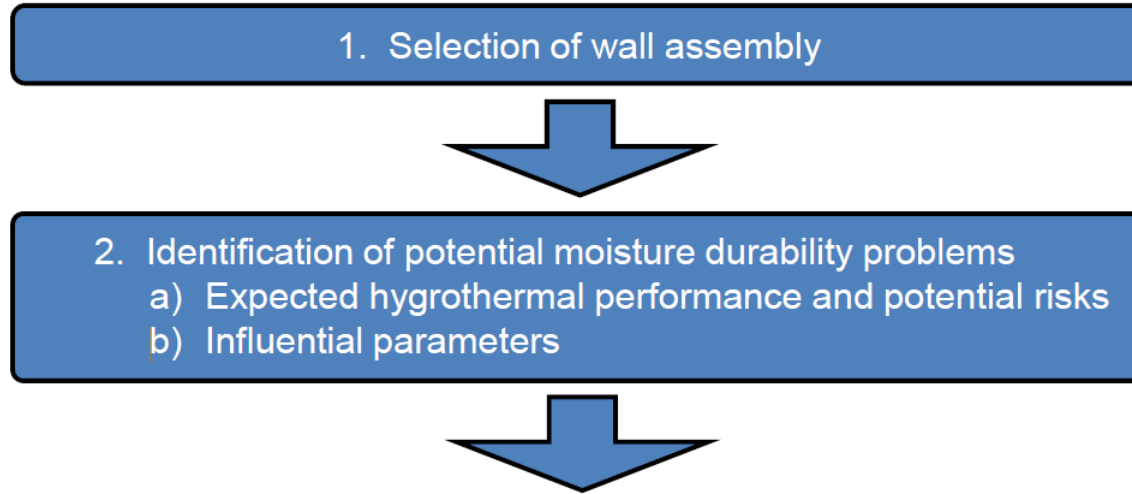 1. Selection of wall assembly
2. Identification of potential moisture durability problems
a) Expected hygrothermal performance and potential risks
b) Influential parameters